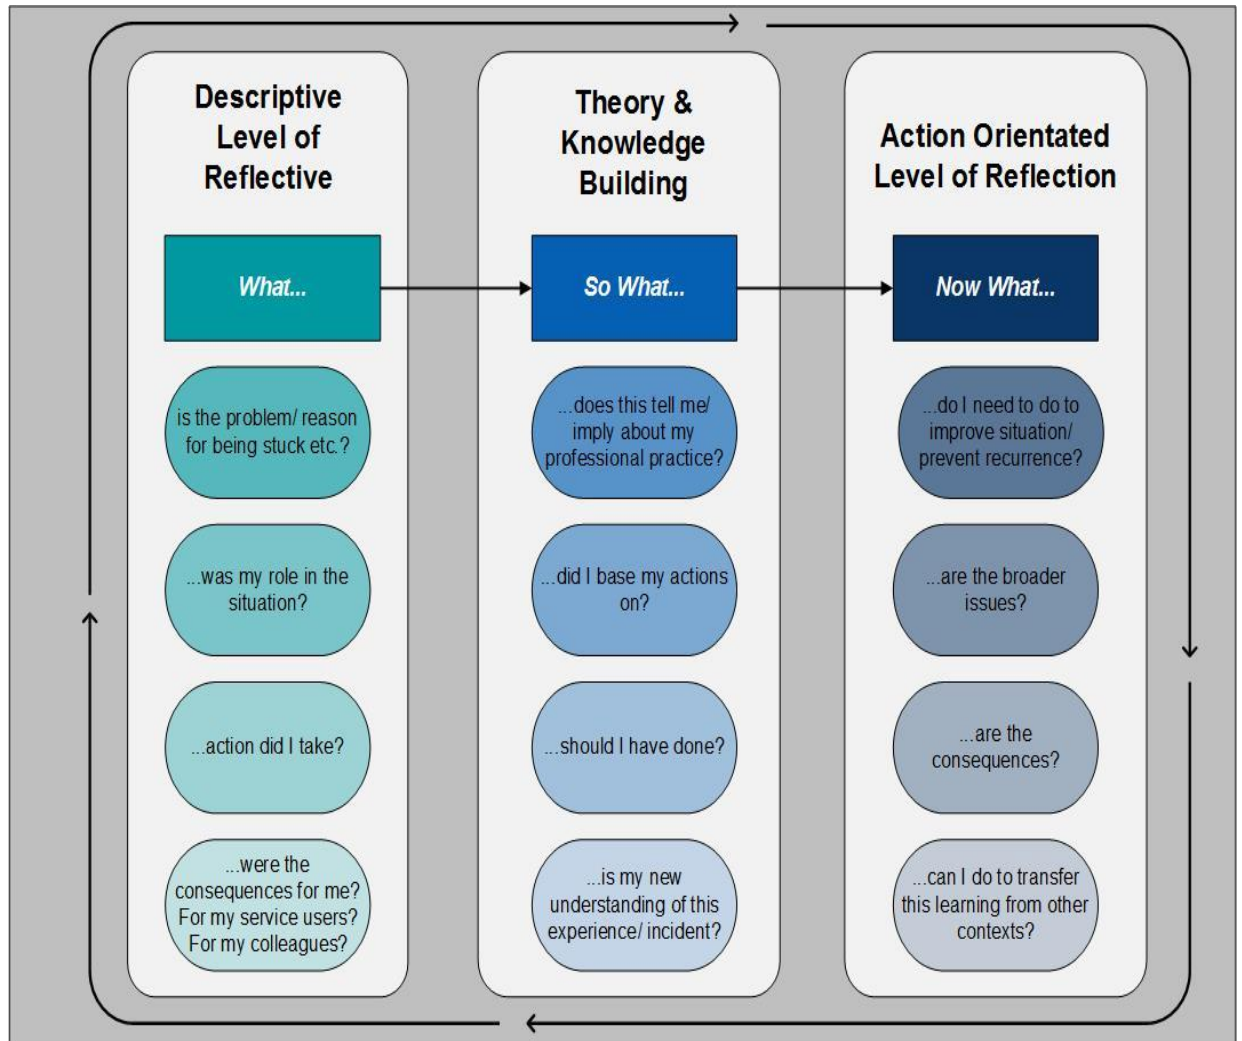 Descriptive
Level of
Reflective
What...
is the problem/ reason
for being stuck etc.?
...was my role in the
situation?
...action did I take?
...were the
consequences for me?
For my service users?
For my colleagues?
Theory &
Knowledge
Building
So What...
...does this tell me/
imply about my
professional practice?
...did I base my actions
on?
...should I have done?
...is my new
understanding of this
experience/ incident?
Action Orientated
Level of Reflection
Now What...
...do I need to do to
improve situation/
prevent recurrence?
...are the broader
issues?
...are the
consequences?
...can I do to transfer
this learning from other
contexts?